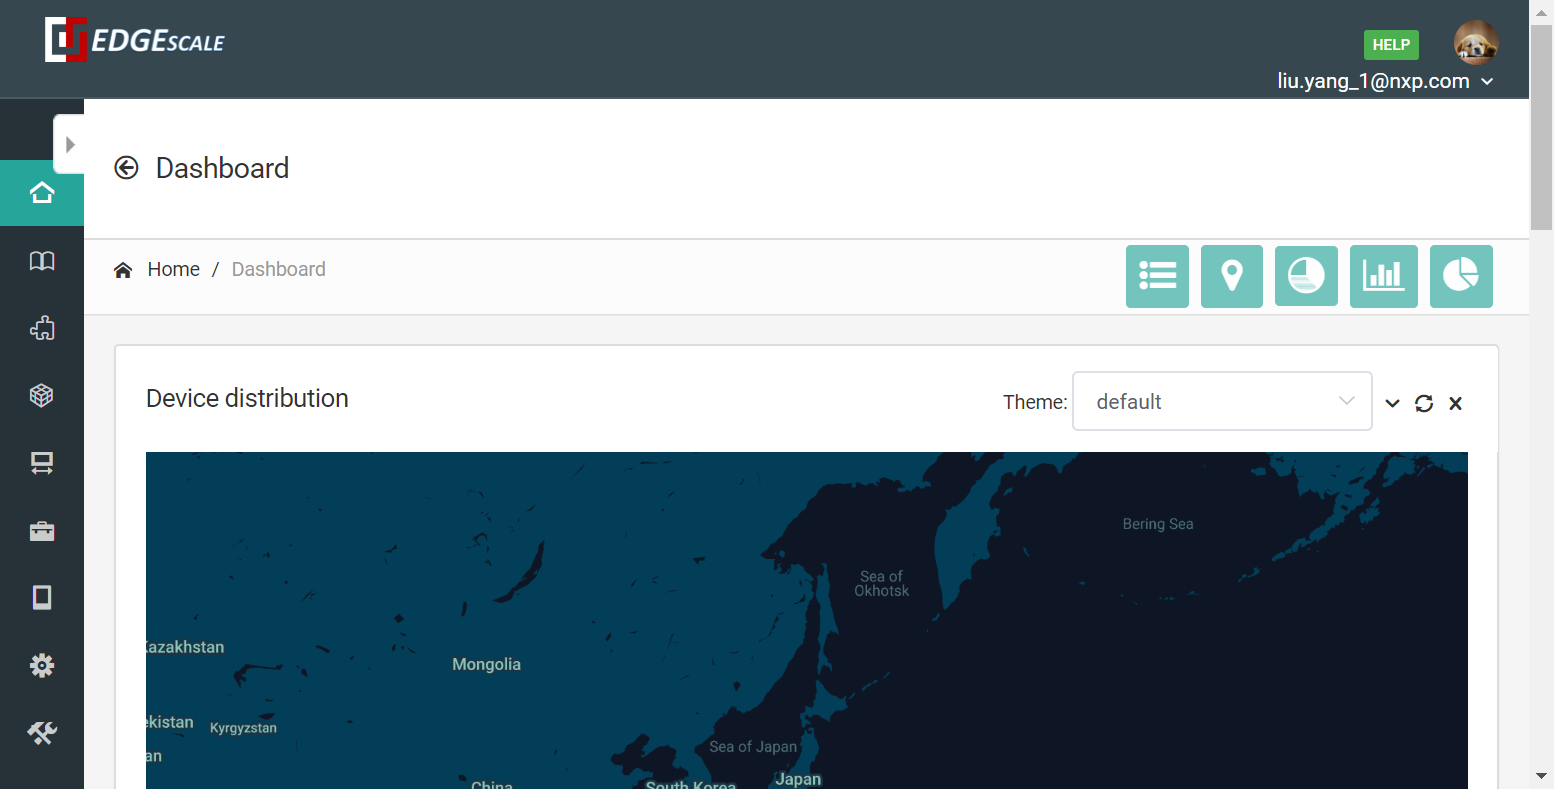 EDGESCALE
HELP
liu.yang_1@nxp.com
Dashboard
Home / Dashboard
Device distribution
Theme: default
Bering Sea
Sea of
Okhotsk
Kazakhstan
Mongolia
ekistan
Kyrgyzstan
an
Sea of Japan
Japan
China
South Korea